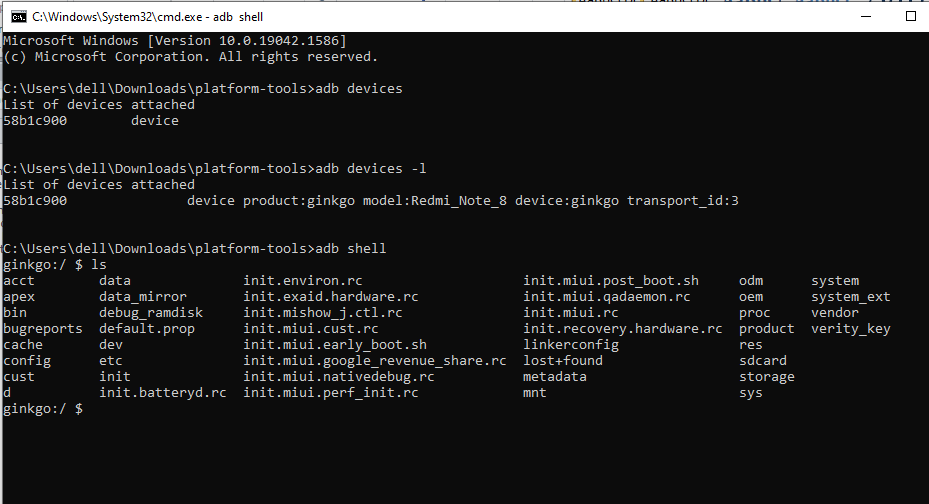 C:\Windows\System32\cmd.exe - adb shell
Microsoft Windows [Version 10.0.19042.1586]
(c) Microsoft Corporation. All rights reserved.
C:\Users\dell\Downloads\platform-tools>adb devices
List of devices attached
58b1c900        device
C:\Users\dell\Downloads\platform-tools>adb devices -l
List of devices attached
58b1c900               device product:ginkgo model:Redmi_Note_8 device:ginkgo transport_id:3
C:\Users\dell\Downloads\platform-tools>adb shell
ginkgo:/ $ ls
acct        data             init.environ.rc                    init.miui.post_boot.sh     odm      system
apex        data_mirror      init.exaid.hardware.rc             init.miui.qadaemon.rc      oem      system_ext
bin         debug_ramdisk    init.mishow_j.ctl.rc               init.miui.rc               proc     vendor
bugreports  default.prop     init.miui.cust.rc                  init.recovery.hardware.rc  product  verity_key
cache       dev              init.miui.early_boot.sh            linkerconfig               res
config      etc              init.miui.google_revenue_share.rc  lost+found                 sdcard
cust        init             init.miui.nativedebug.rc           metadata                   storage
d           init.batteryd.rc init.miui.perf_init.rc             mnt                        sys
ginkgo:/ $